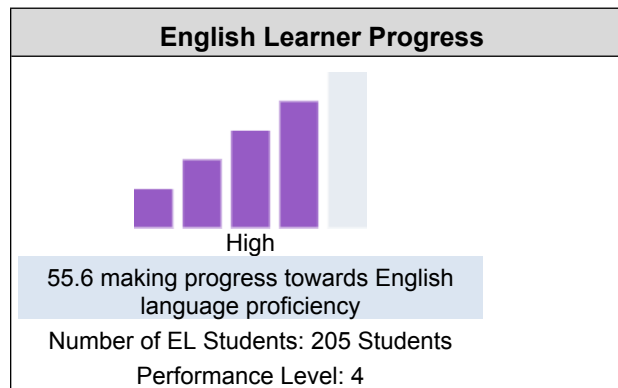 English Learner Progress
High
55.6 making progress towards English
language proficiency
Number of EL Students: 205 Students
Performance Level: 4